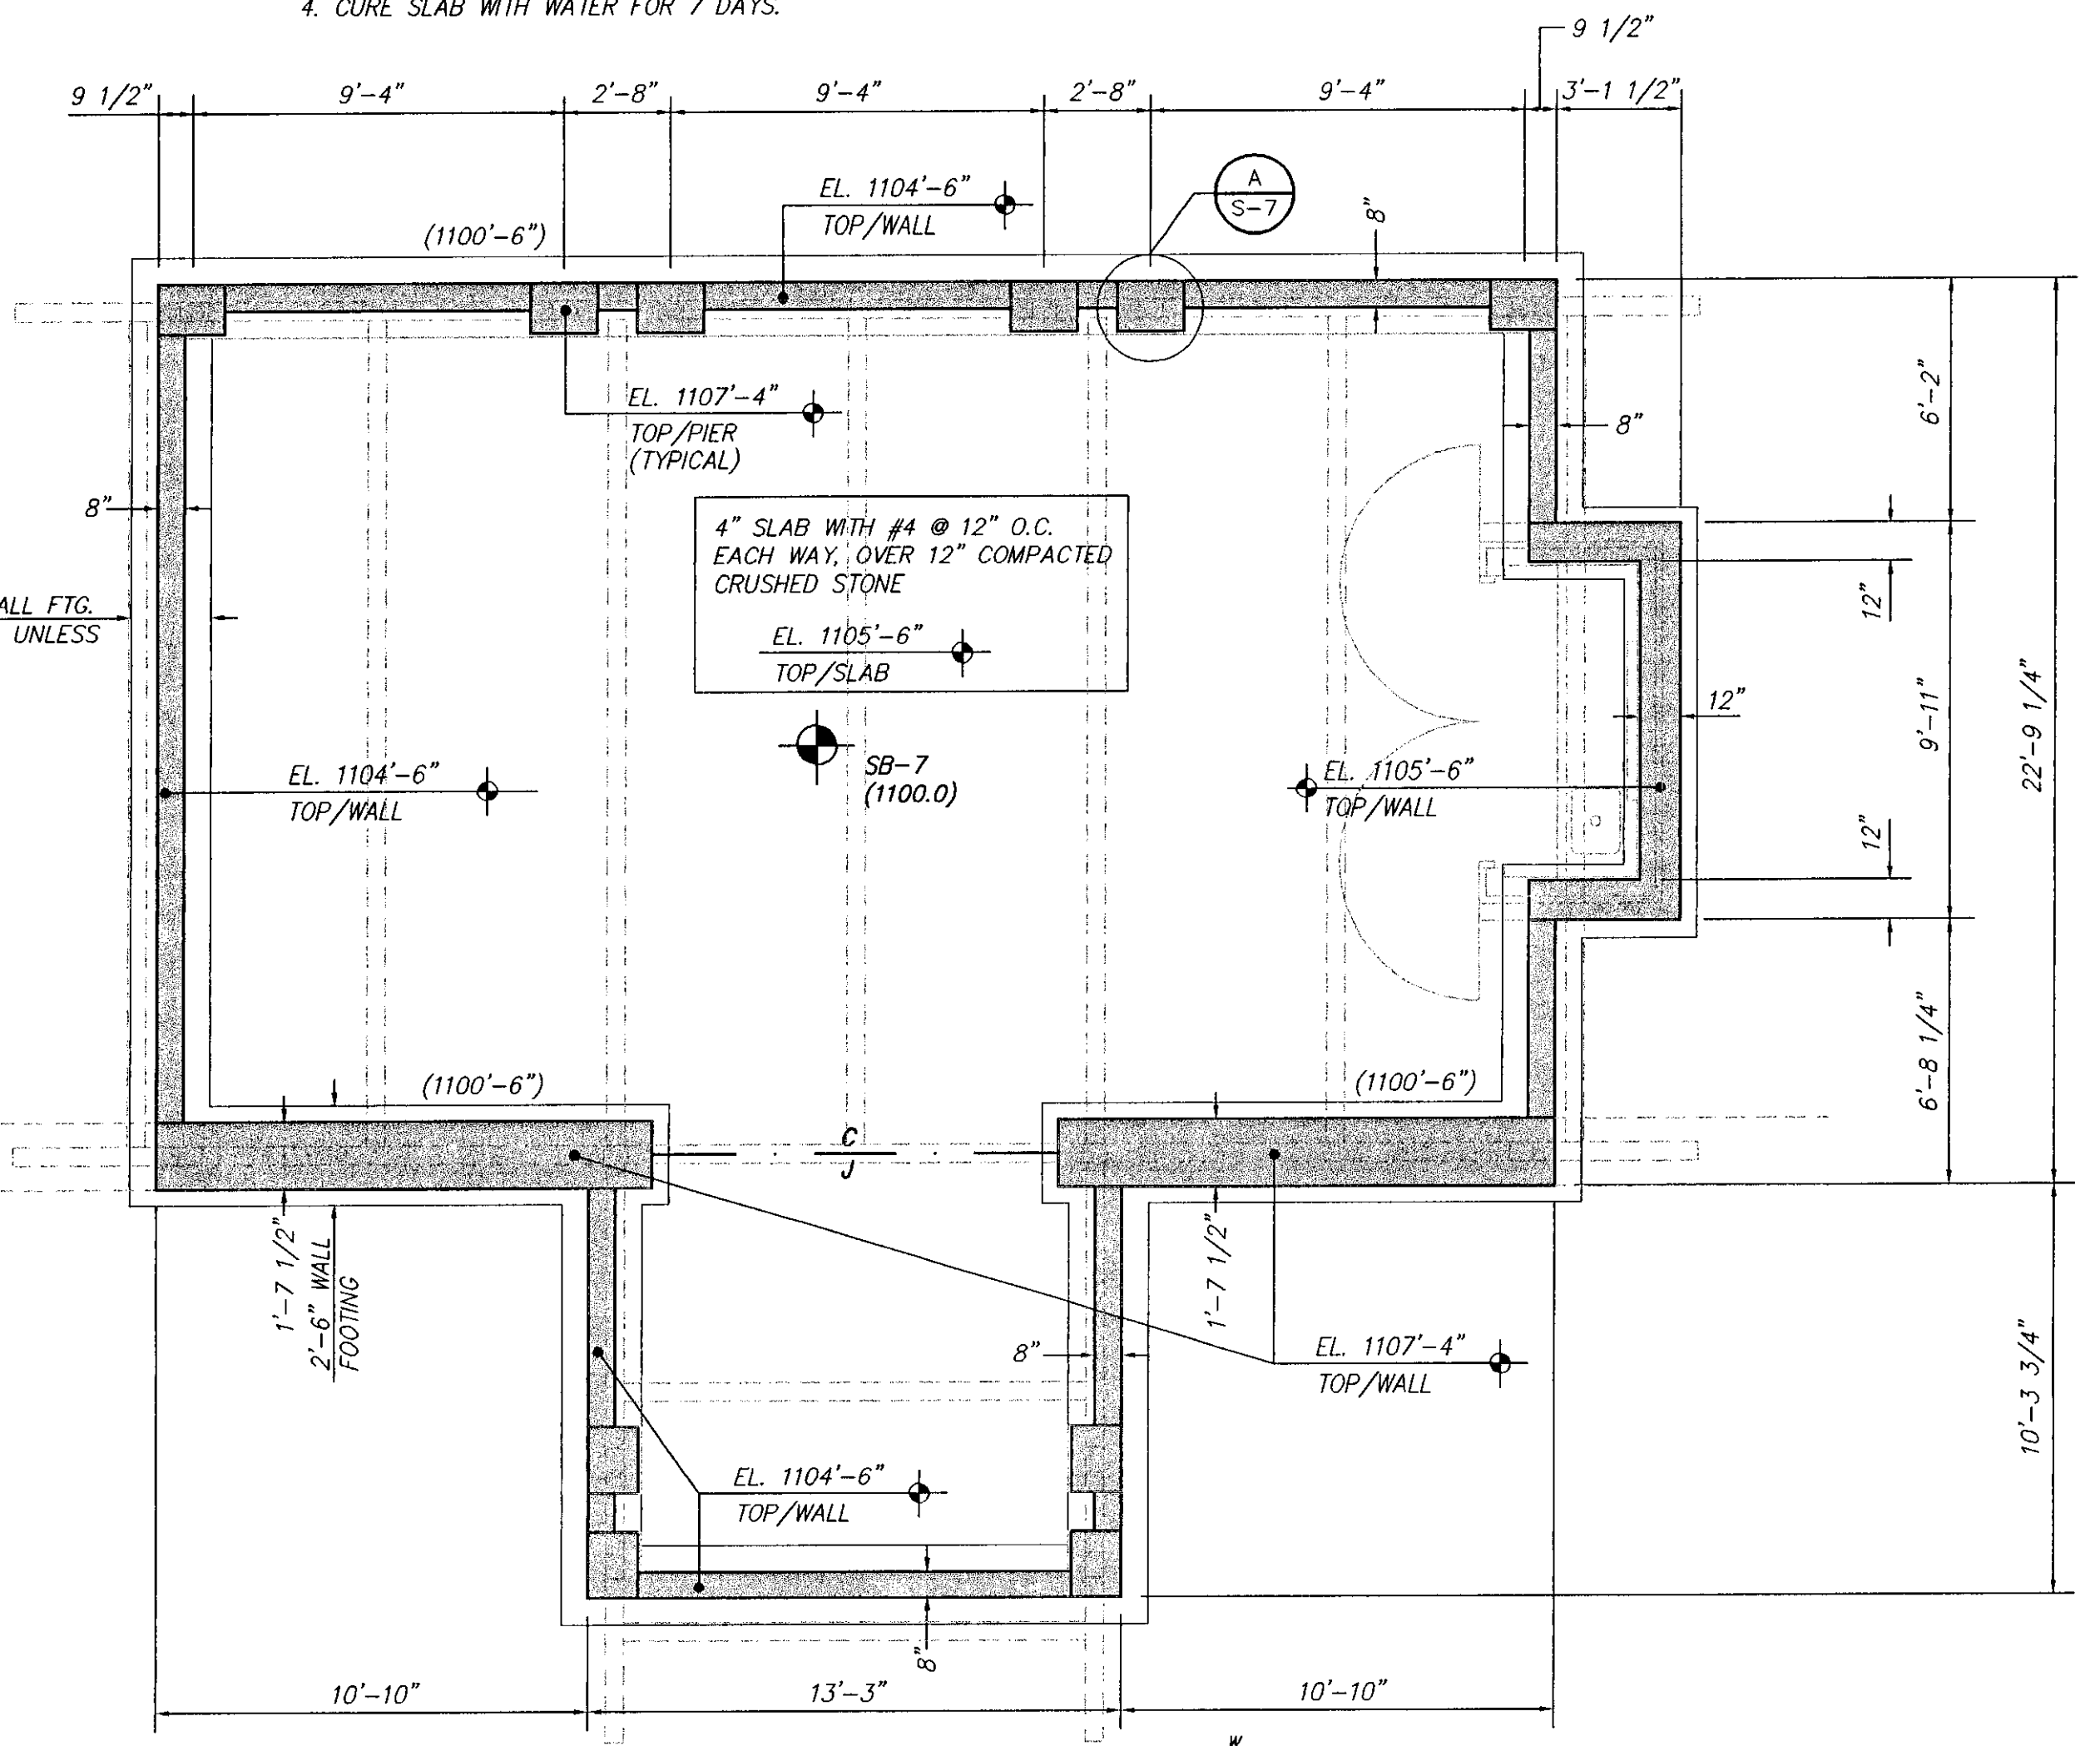 4. CURE SLAB WITH WATER FOR 7 DAYS.
9 1/2"
9 1/2"
9'-4"
2'-8"
9'-4"
2'-8"
9'-4"
3'-1 1/2"
A
S-7
EL. 1104'-6"
TOP/WALL
8"
(1100'-6")
EL. 1107'-4"
TOP/PIER
(TYPICAL)
6'-2"
8"
8"
4" SLAB WITH #4 @ 12" O.C.
EACH WAY, OVER 12" COMPACTED
CRUSHED STONE
EL. 1105'-6"
TOP/SLAB
12"
ALL FTG.
UNLESS
12"
9'-11"
22'-9 1/4"
SB-7
(1100.0)
EL. 1104'-6"
TOP/WALL
EL. 1105'-6"
TOP/WALL
12"
6'-8 1/4"
(1100'-6")
(1100'-6")
C
J
1'-7 1/2"
2'-6" WALL
FOOTING
1'-7 1/2"
8"
EL. 1107'-4"
TOP/WALL
10'-3 3/4"
EL. 1104'-6"
TOP/WALL
8"
10'-10"
13'-3"
10'-10"
W